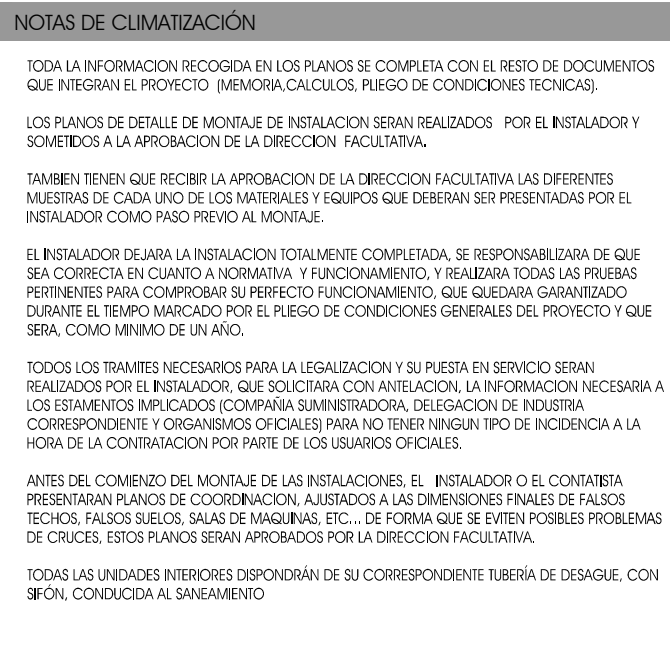 NOTAS DE CLIMATIZACIÓN
TODA LA INFORMACION RECOGIDA EN LOS PLANOS SE COMPLETA CON EL RESTO DE DOCUMENTOS
QUE INTEGRAN EL PROYECTO (MEMORIA,CALCULOS, PLIEGO DE CONDICIONES TECNICAS).
LOS PLANOS DE DETALLE DE MONTAJE DE INSTALACION SERAN REALIZADOS POR EL INSTALADOR Y
SOMETIDOS A LA APROBACION DE LA DIRECCION FACULTATIVA.
TAMBIEN TIENEN QUE RECIBIR LA APROBACION DE LA DIRECCION FACULTATIVA LAS DIFERENTES
MUESTRAS DE CADA UNO DE LOS MATERIALES Y EQUIPOS QUE DEBERAN SER PRESENTADAS POR EL
INSTALADOR COMO PASO PREVIO AL MONTAJE.
EL INSTALADOR DEJARA LA INSTALACION TOTALMENTE COMPLETADA, SE RESPONSABILIZARA DE QUE
SEA CORRECTA EN CUANTO A NORMATIVA Y FUNCIONAMIENTO, Y REALIZARA TODAS LAS PRUEBAS
PERTINENTES PARA COMPROBAR SU PERFECTO FUNCIONAMIENTO, QUE QUEDARA GARANTIZADO
DURANTE EL TIEMPO MARCADO POR EL PLIEGO DE CONDICIONES GENERALES DEL PROYECTO Y QUE
SERA, COMO MINIMO DE UN AÑO.
TODOS LOS TRAMITES NECESARIOS PARA LA LEGALIZACION Y SU PUESTA EN SERVICIO SERAN
REALIZADOS POR EL INSTALADOR, QUE SOLICITARA CON ANTELACION, LA INFORMACION NECESARIA A
LOS ESTAMENTOS IMPLICADOS (COMPAÑIA SUMINISTRADORA, DELEGACION DE INDUSTRIA
CORRESPONDIENTE Y ORGANISMOS OFICIALES) PARA NO TENER NINGUN TIPO DE INCIDENCIA A LA
HORA DE LA CONTRATACION POR PARTE DE LOS USUARIOS OFICIALES.
ANTES DEL COMIENZO DEL MONTAJE DE LAS INSTALACIONES, EL INSTALADOR O EL CONTATISTA
PRESENTARAN PLANOS DE COORDINACION, AJUSTADOS A LAS DIMENSIONES FINALES DE FALSOS
TECHOS, FALSOS SUELOS, SALAS DE MAQUINAS, ETC... DE FORMA QUE SE EVITEN POSIBLES PROBLEMAS
DE CRUCES, ESTOS PLANOS SERAN APROBADOS POR LA DIRECCION FACULTATIVA.
TODAS LAS UNIDADES INTERIORES DISPONDRÁN DE SU CORRESPONDIENTE TUBERÍA DE DESAGUE, CON
SIFÓN, CONDUCIDA AL SANEAMIENTO